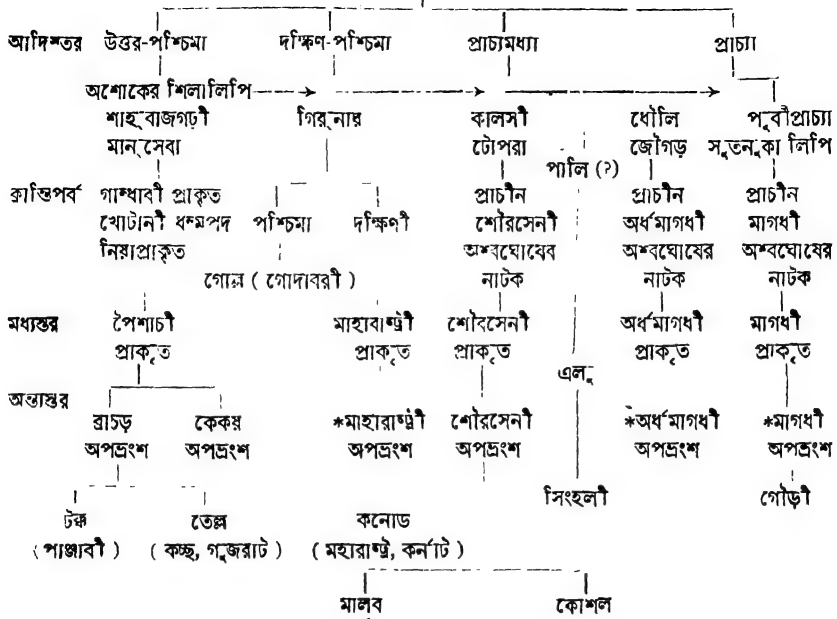 আদিস্তর উত্তর-পশ্চিমা দক্ষিণ-পশ্চিমা প্রাচ্যমধ্যা প্রাচ্যা
অশোকের শিলালিপি
শাহ্‌বাজগঢ়ী গির্‌নার কালসী ধৌলি পূর্বীপ্রাচ্যা
মান্‌সেবা টোপরা জৌগড় সুতনুকা লিপি
পালি (?)
ক্রান্তিপর্ব গান্ধাবী প্রাকৃত প্রাচীন প্রাচীন প্রাচীন
খোটানী ধম্মপদ পশ্চিমা দক্ষিণী শৌরসেনী অর্ধমাগধী মাগধী
নিয়াপ্রাকৃত অশ্বঘোষের অশ্বঘোষের অশ্বঘোষের
গোল্ল ( গোদাবরী ) নাটক নাটক নাটক
মধ্যস্তর পৈশাচী মাহাবাষ্ট্রী শৌবসেনী অর্ধমাগধী মাগধী
প্রাকৃত প্রাকৃত প্রাকৃত প্রাকৃত প্রাকৃত
এলু
অন্ত্যস্তর
ব্রাচড় কেকয় *মাহারাষ্ট্রী শৌরসেনী *অর্ধমাগধী *মাগধী
অপভ্রংশ অপভ্রংশ অপভ্রংশ অপভ্রংশ অপভ্রংশ অপভ্রংশ
সিংহলী গৌড়ী
টক্ক তেল্ল কনোড
( পাঞ্জাবী ) ( কচ্ছ, গুজরাট ) ( মহারাষ্ট্র, কর্নাট )
মালব কোশল